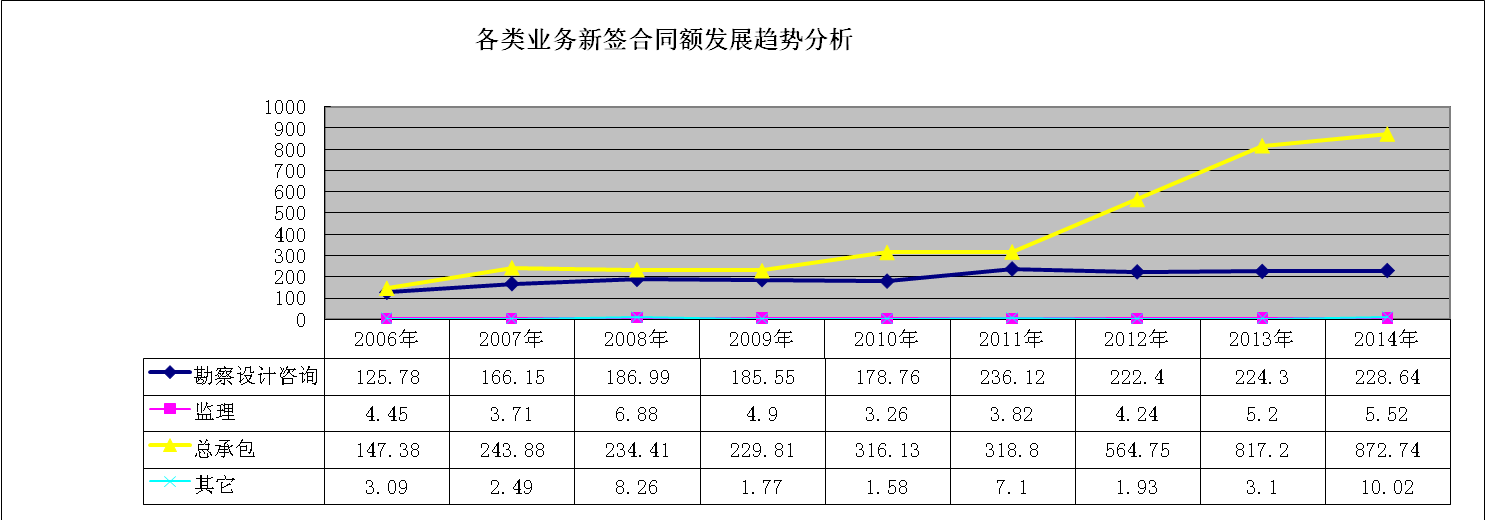 各类业务新签合同额发展趋势分析
1000
900
800
700
600
500
400
300
200
100
0
2006年 2007年 2008年 2009年 2010年 2011年 2012年 2013年 2014年
勘察设计咨询 125.78 166.15 186.99 185.55 178.76 236.12 222.4 224.3 228.64
监理 4.45 3.71 6.88 4.9 3.26 3.82 4.24 5.2 5.52
总承包 147.38 243.88 234.41 229.81 316.13 318.8 564.75 817.2 872.74
其它 3.09 2.49 8.26 1.77 1.58 7.1 1.93 3.1 10.02